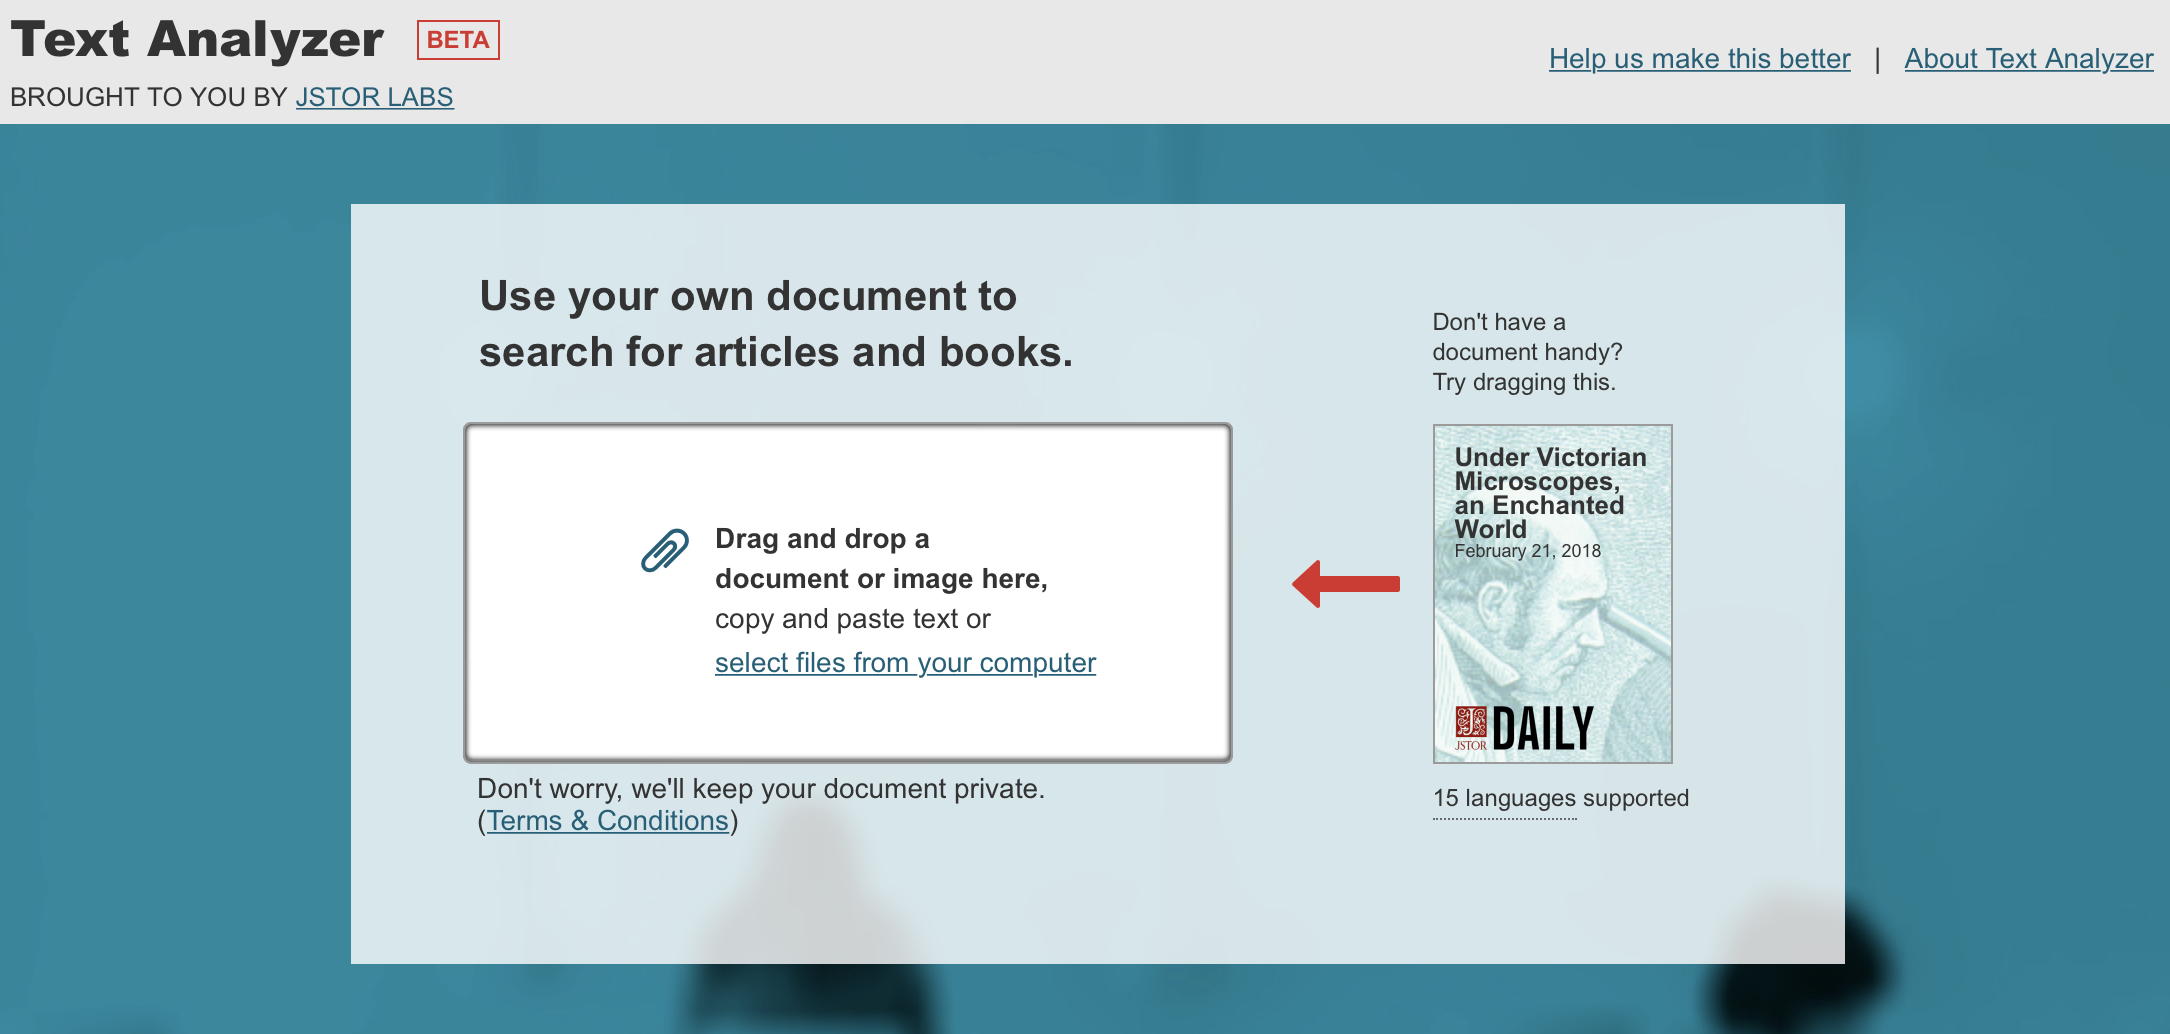 Text Analyzer BETA
BROUGHT TO YOU BY JSTOR LABS
Help us make this better | About Text Analyzer
Use your own document to
search for articles and books.
Drag and drop a
document or image here,
copy and paste text or
select files from your computer
Don't worry, we'll keep your document private.
(Terms & Conditions)
Don't have a
document handy?
Try dragging this.
Under Victorian
Microscopes,
an Enchanted
World
February 21, 2018
J
JSTOR DAILY
15 languages supported